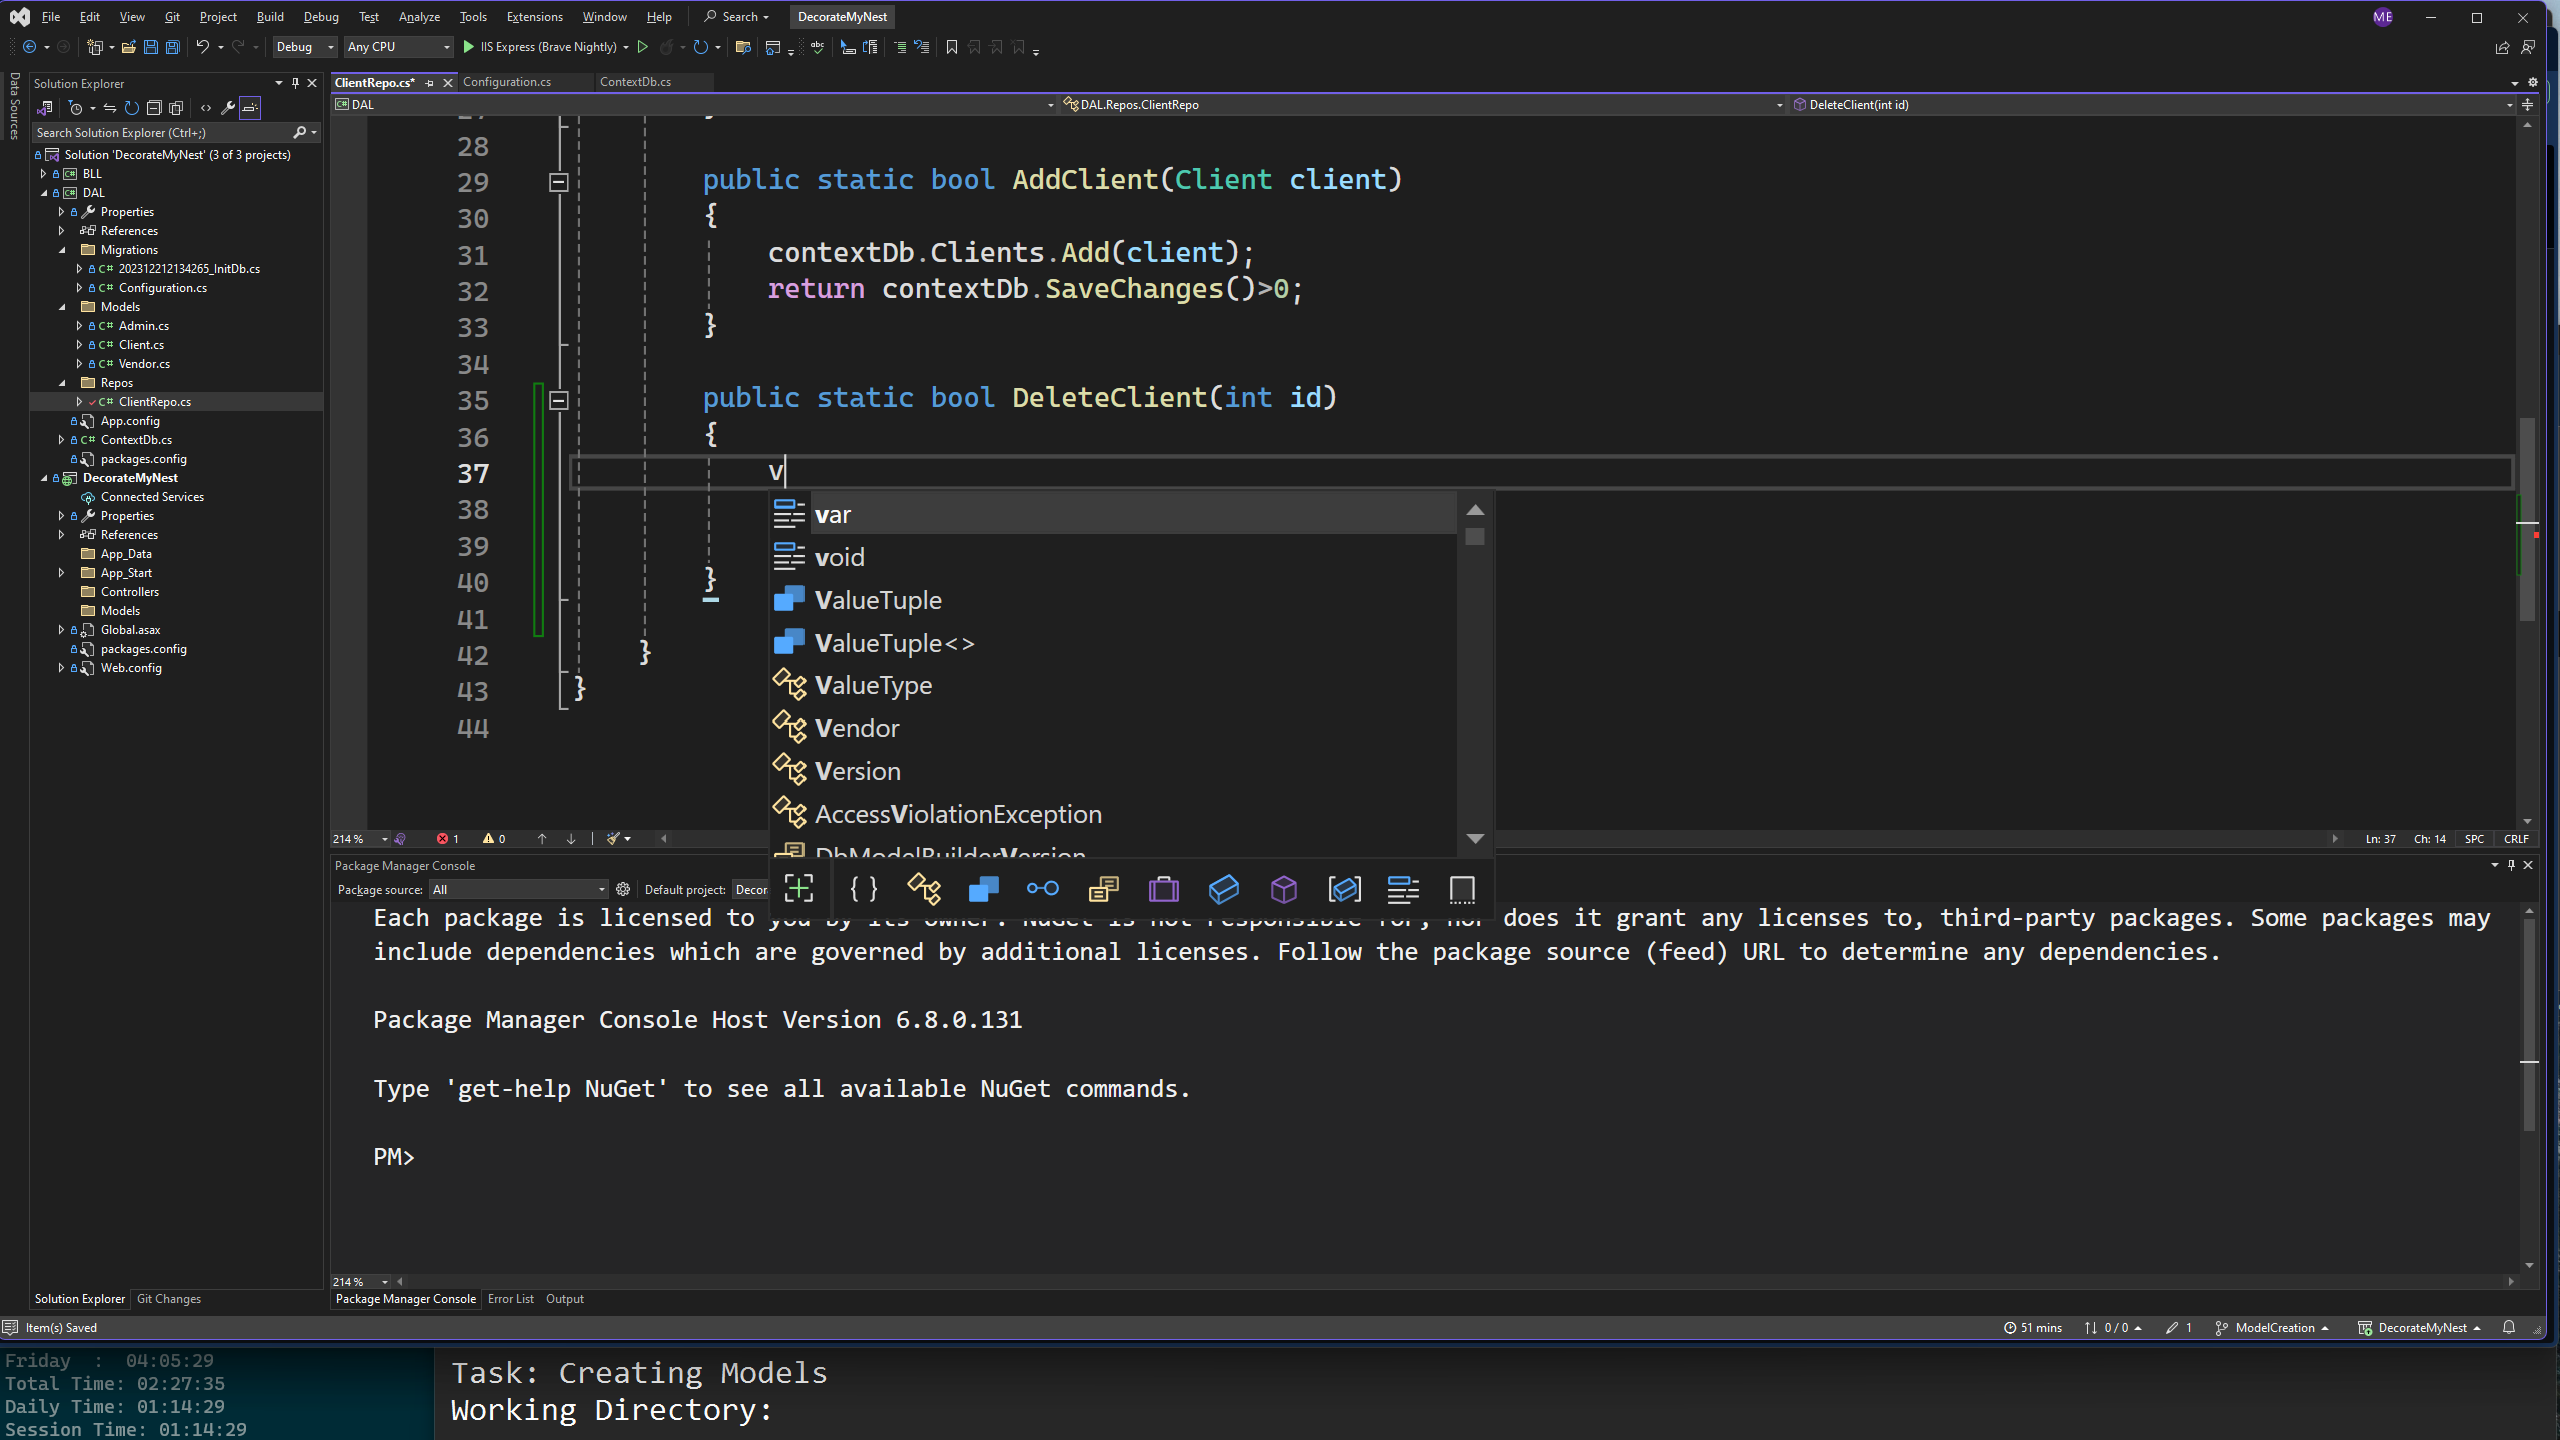 File Edit View Git Project Build Debug Test Analyze Tools Extensions Window Help Search DecorateMyNest ME
Debug Any CPU IIS Express (Brave Nightly)
Data Sources
Solution Explorer
Search Solution Explorer (Ctrl+;)
Solution 'DecorateMyNest' (3 of 3 projects)
BLL
DAL
Properties
References
Migrations
202312212134265_InitDb.cs
Configuration.cs
Models
Admin.cs
Client.cs
Vendor.cs
Repos
ClientRepo.cs
App.config
ContextDb.cs
packages.config
DecorateMyNest
Connected Services
Properties
References
App_Data
App_Start
Controllers
Models
Global.asax
packages.config
Web.config
Solution Explorer Git Changes
ClientRepo.cs* Configuration.cs ContextDb.cs
DAL DAL.Repos.ClientRepo DeleteClient(int id)
28
29 public static bool AddClient(Client client)
30 {
31 contextDb.Clients.Add(client);
32 return contextDb.SaveChanges()>0;
33 }
34
35 public static bool DeleteClient(int id)
36 {
37 v
38
39
40 }
41
42 }
43 }
44
var
void
ValueTuple
ValueTuple<>
ValueType
Vendor
Version
AccessViolationException
DbModelBuilderVersion
214 % 1 0 Ln: 37 Ch: 14 SPC CRLF
Package Manager Console
Package source: All Default project: Decor
Each package is licensed to you by its owner. NuGet is not responsible for, nor does it grant any licenses to, third-party packages. Some packages may
include dependencies which are governed by additional licenses. Follow the package source (feed) URL to determine any dependencies.
Package Manager Console Host Version 6.8.0.131
Type 'get-help NuGet' to see all available NuGet commands.
PM>
214 %
Package Manager Console Error List Output
Item(s) Saved 51 mins 0 / 0 1 ModelCreation DecorateMyNest
Friday : 04:05:29
Total Time: 02:27:35
Daily Time: 01:14:29
Session Time: 01:14:29
Task: Creating Models
Working Directory: